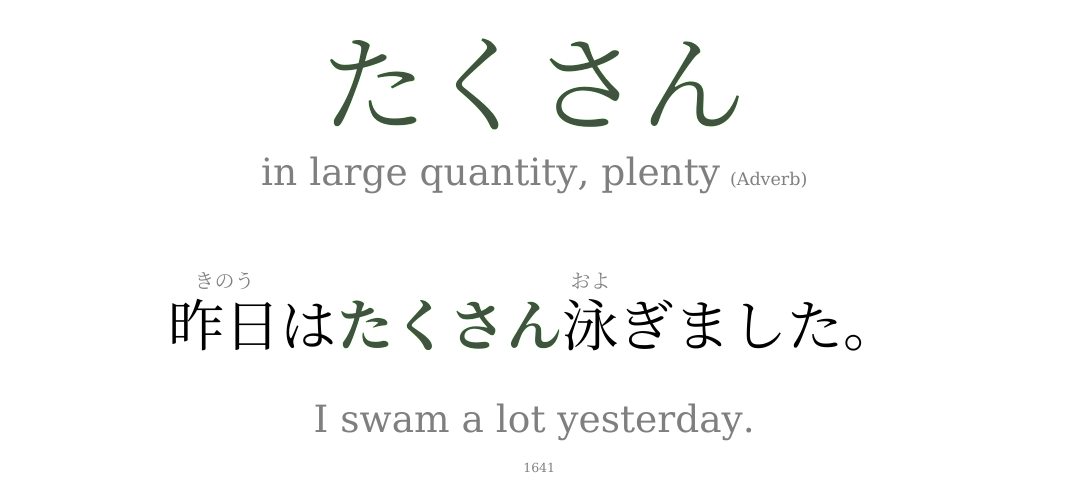 たくさん
in large quantity, plenty (Adverb)
きのう およ
昨日はたくさん泳ぎました。
I swam a lot yesterday.
1641